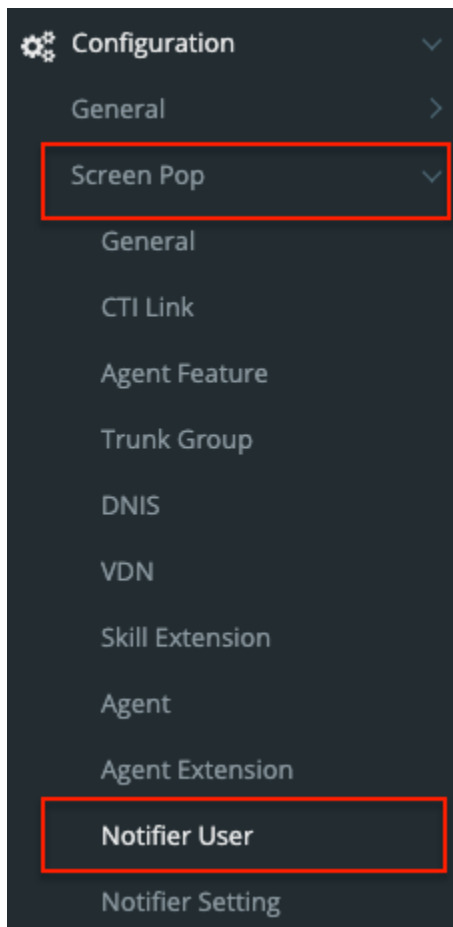 Configuration
General
Screen Pop
General
CTI Link
Agent Feature
Trunk Group
DNIS
VDN
Skill Extension
Agent
Agent Extension
Notifier User
Notifier Setting